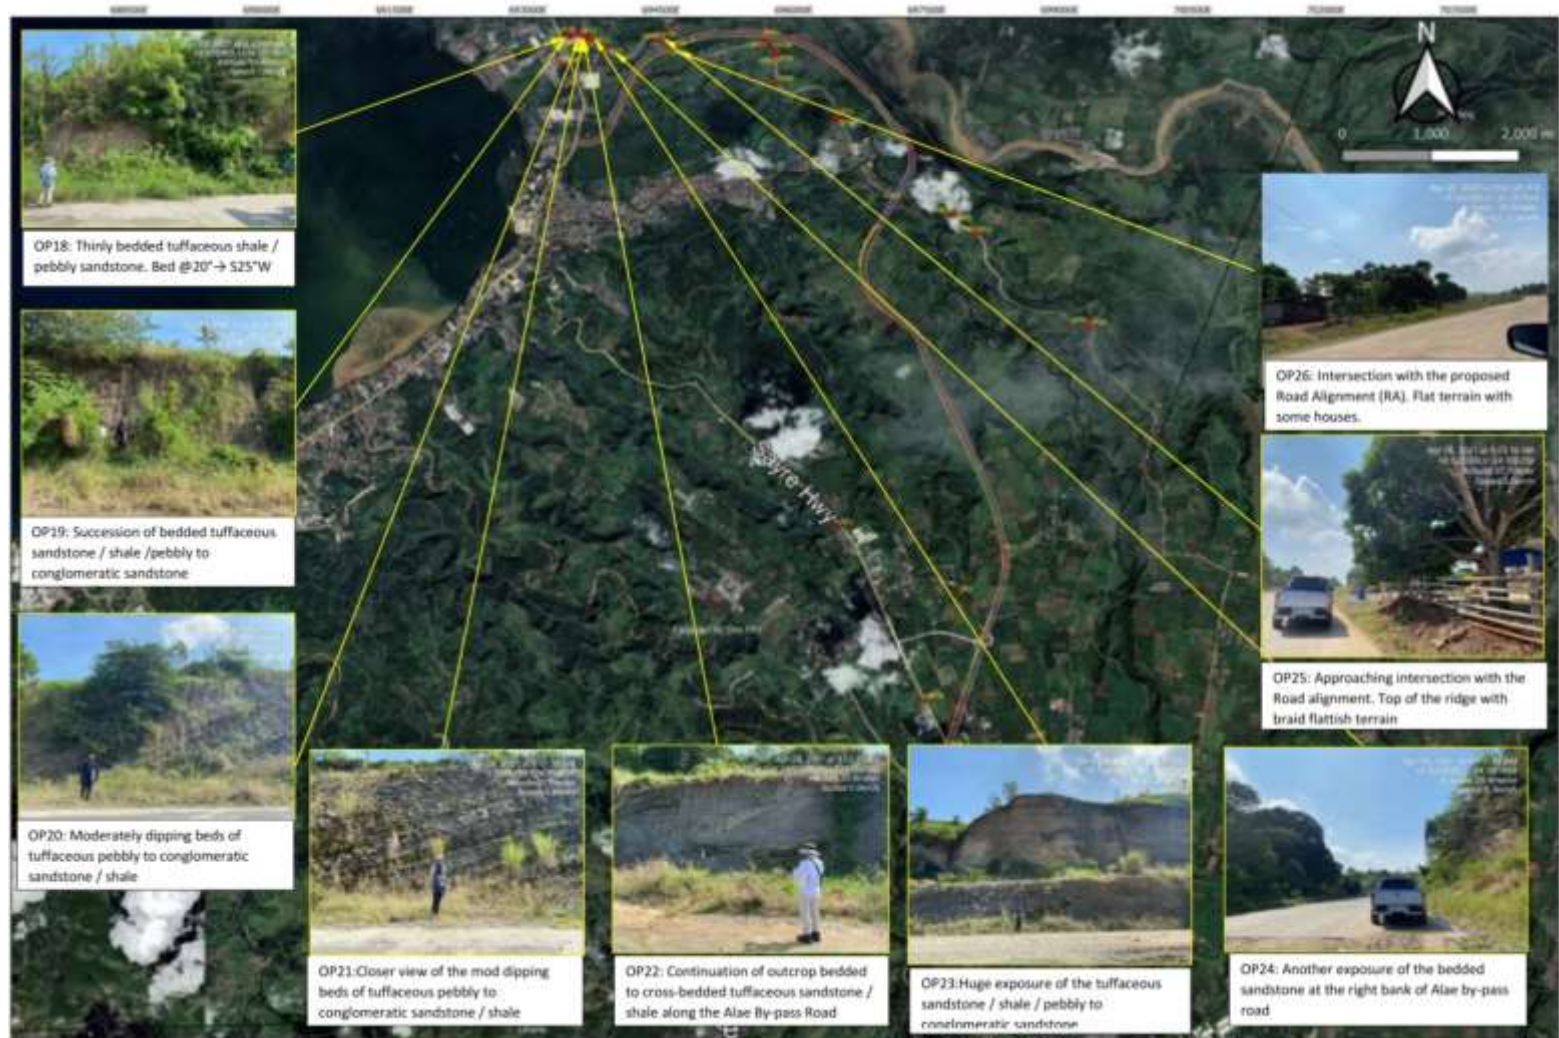 N
0 1,000 2,000 m
OP18: Thinly bedded tuffaceous shale /
pebbly sandstone. Bed @20°→ S25°W
OP19: Succession of bedded tuffaceous
sandstone / shale /pebbly to
conglomeratic sandstone
OP20: Moderately dipping beds of
tuffaceous pebbly to conglomeratic
sandstone / shale
OP21:Closer view of the mod dipping
beds of tuffaceous pebbly to
conglomeratic sandstone / shale
OP22: Continuation of outcrop bedded
to cross-bedded tuffaceous sandstone /
shale along the Alae By-pass Road
OP23:Huge exposure of the tuffaceous
sandstone / shale / pebbly to
conglomeratic sandstone
OP24: Another exposure of the bedded
sandstone at the right bank of Alae by-pass
road
OP25: Approaching intersection with the
Road alignment. Top of the ridge with
braid flattish terrain
OP26: Intersection with the proposed
Road Alignment (RA). Flat terrain with
some houses.
Sayre Hwy